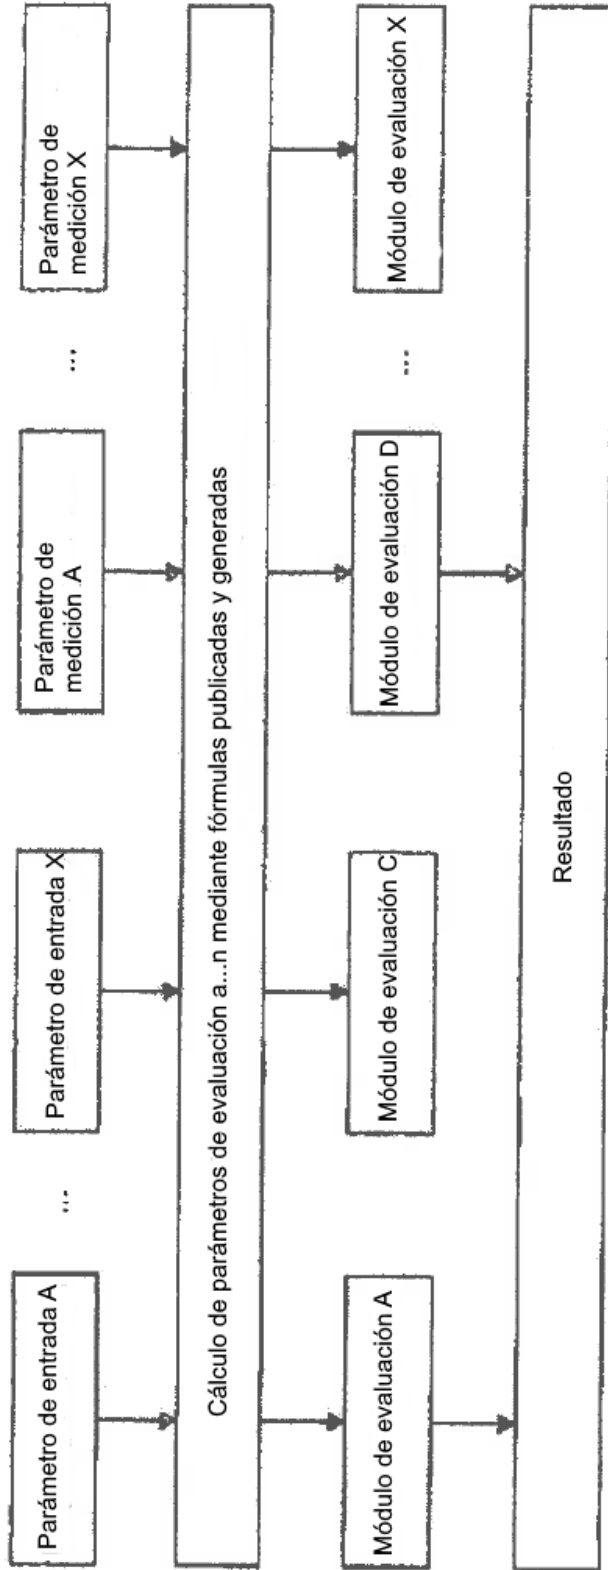 Parámetro de entrada A
...
Parámetro de entrada X
Parámetro de
medición .A
...
Parámetro de
medición X
Cálculo de parámetros de evaluación a...n mediante fórmulas publicadas y generadas
Módulo de evaluación A
Módulo de evaluación C
Módulo de evaluación D
...
Módulo de evaluación X
Resultado